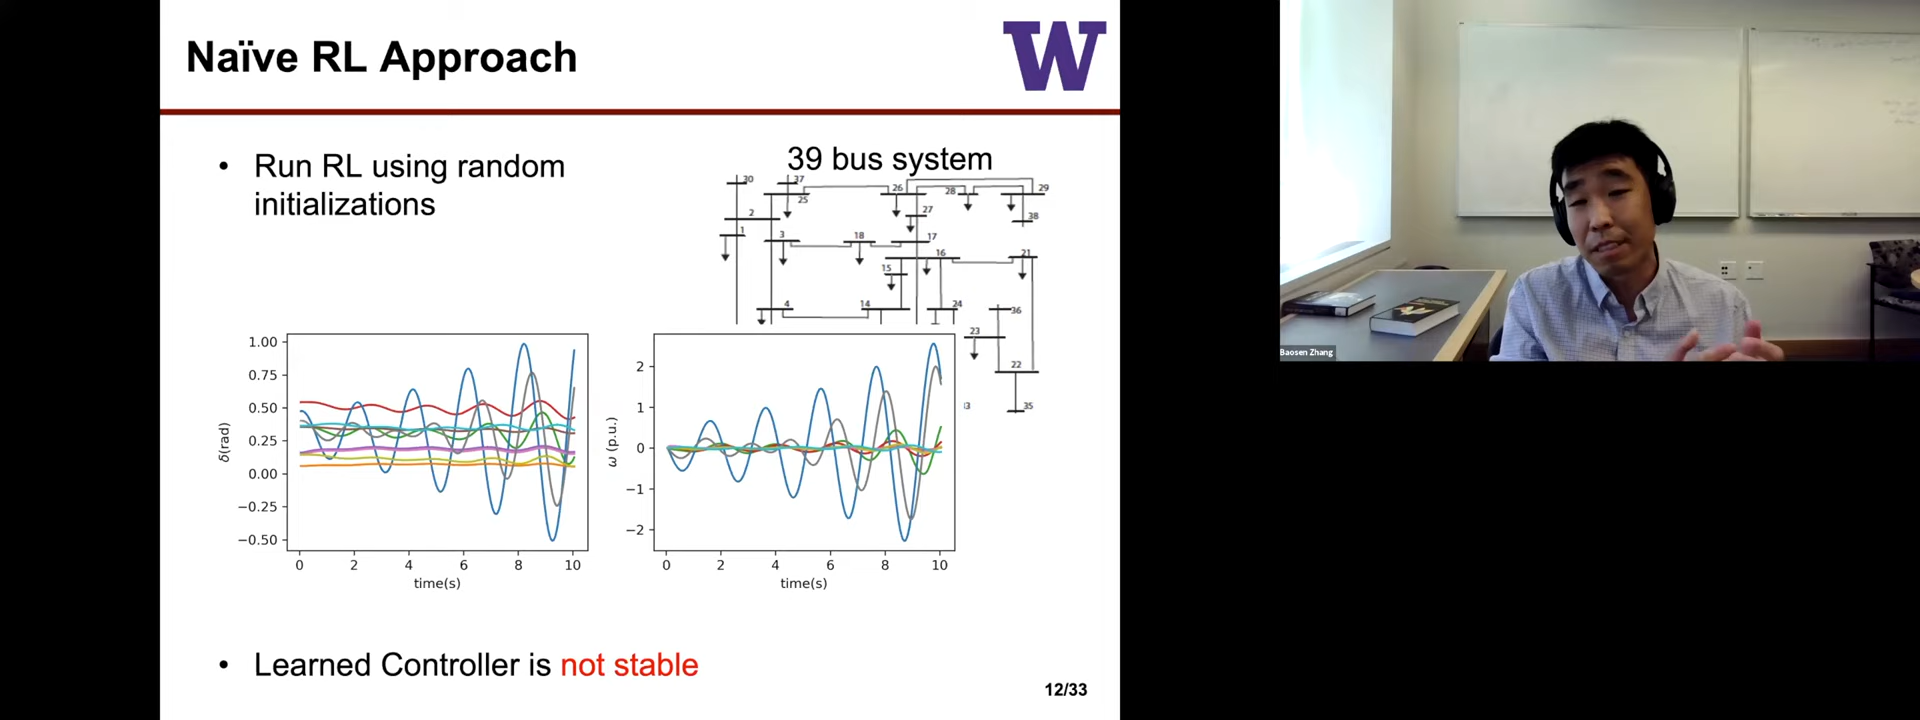 Naïve RL Approach
W
• Run RL using random
initializations
39 bus system
30
37
25
26
28
29
2
27
38
1
3
18
17
16
21
15
4
14
24
36
23
22
35
1.00
0.75
0.50
0.25
0.00
−0.25
−0.50
δ(rad)
0 2 4 6 8 10
time(s)
2
1
0
−1
−2
ω (p.u.)
0 2 4 6 8 10
time(s)
• Learned Controller is not stable
12/33
Baosen Zhang